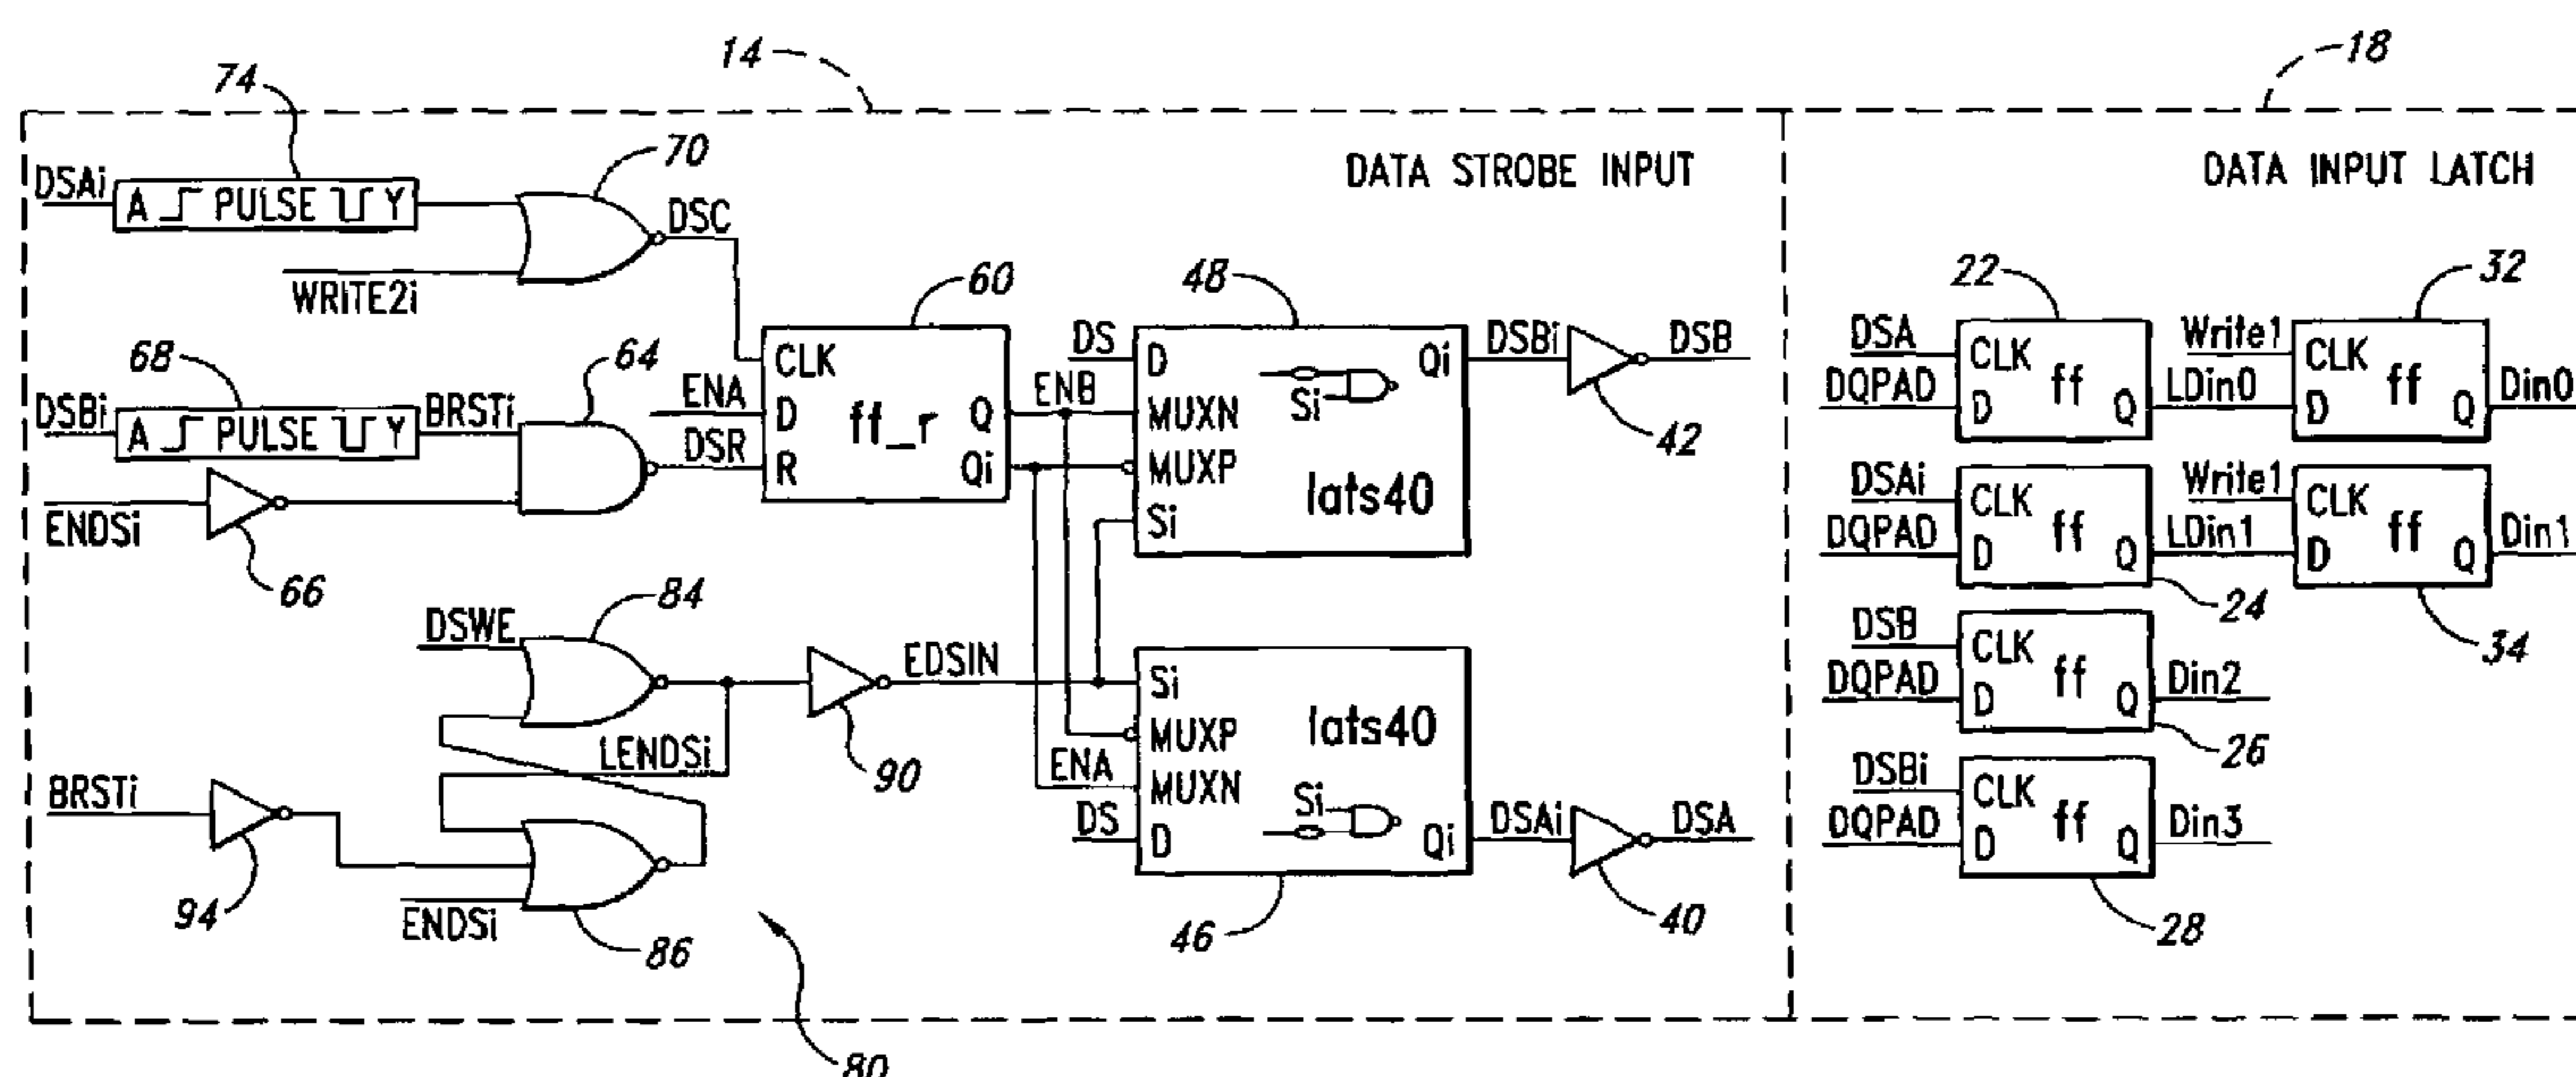 14
18
74
70
DSAi
A PULSE Y
DSC
WRITE2i
DATA STROBE INPUT
DATA INPUT LATCH
68
64
DSBi
A PULSE Y
BRSTi
ENDSi
66
ENA
DSR
60
CLK
D
R
ff_r
Q
Qi
ENB
48
DS
D
MUXN
MUXP
Si
Si
Qi
lats40
DSBi
DSB
42
84
DSWE
LENDSi
EDSIN
90
BRSTi
94
ENDSi
86
80
ENA
DS
Si
MUXP
MUXN
D
lats40
Si
Qi
46
DSAi
DSA
40
22
DSA
DQPAD
CLK
D
ff
Q
LDin0
Write1
32
CLK
D
ff
Q
Din0
DSAi
DQPAD
CLK
D
ff
Q
24
LDin1
Write1
CLK
D
ff
Q
34
Din1
DSB
DQPAD
CLK
D
ff
Q
Din2
26
DSBi
DQPAD
CLK
D
ff
Q
Din3
28